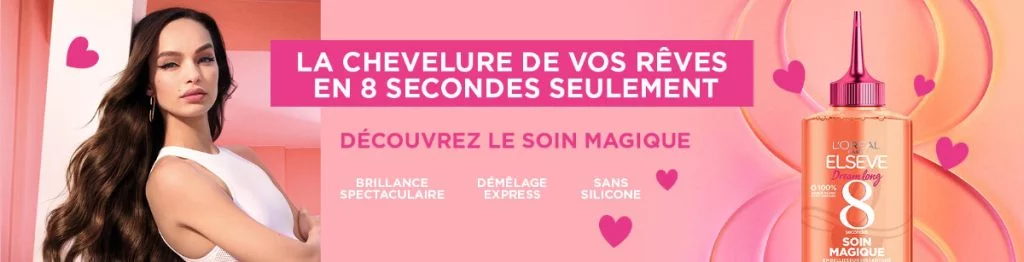 LA CHEVELURE DE VOS RÊVES
EN 8 SECONDES SEULEMENT
DÉCOUVREZ LE SOIN MAGIQUE
BRILLANCE
SPECTACULAIRE
DÉMÊLAGE
EXPRESS
SANS
SILICONE
L'ORÉAL
ELSEVE
Dream long
100%
8
SECONDES
SOIN
MAGIQUE